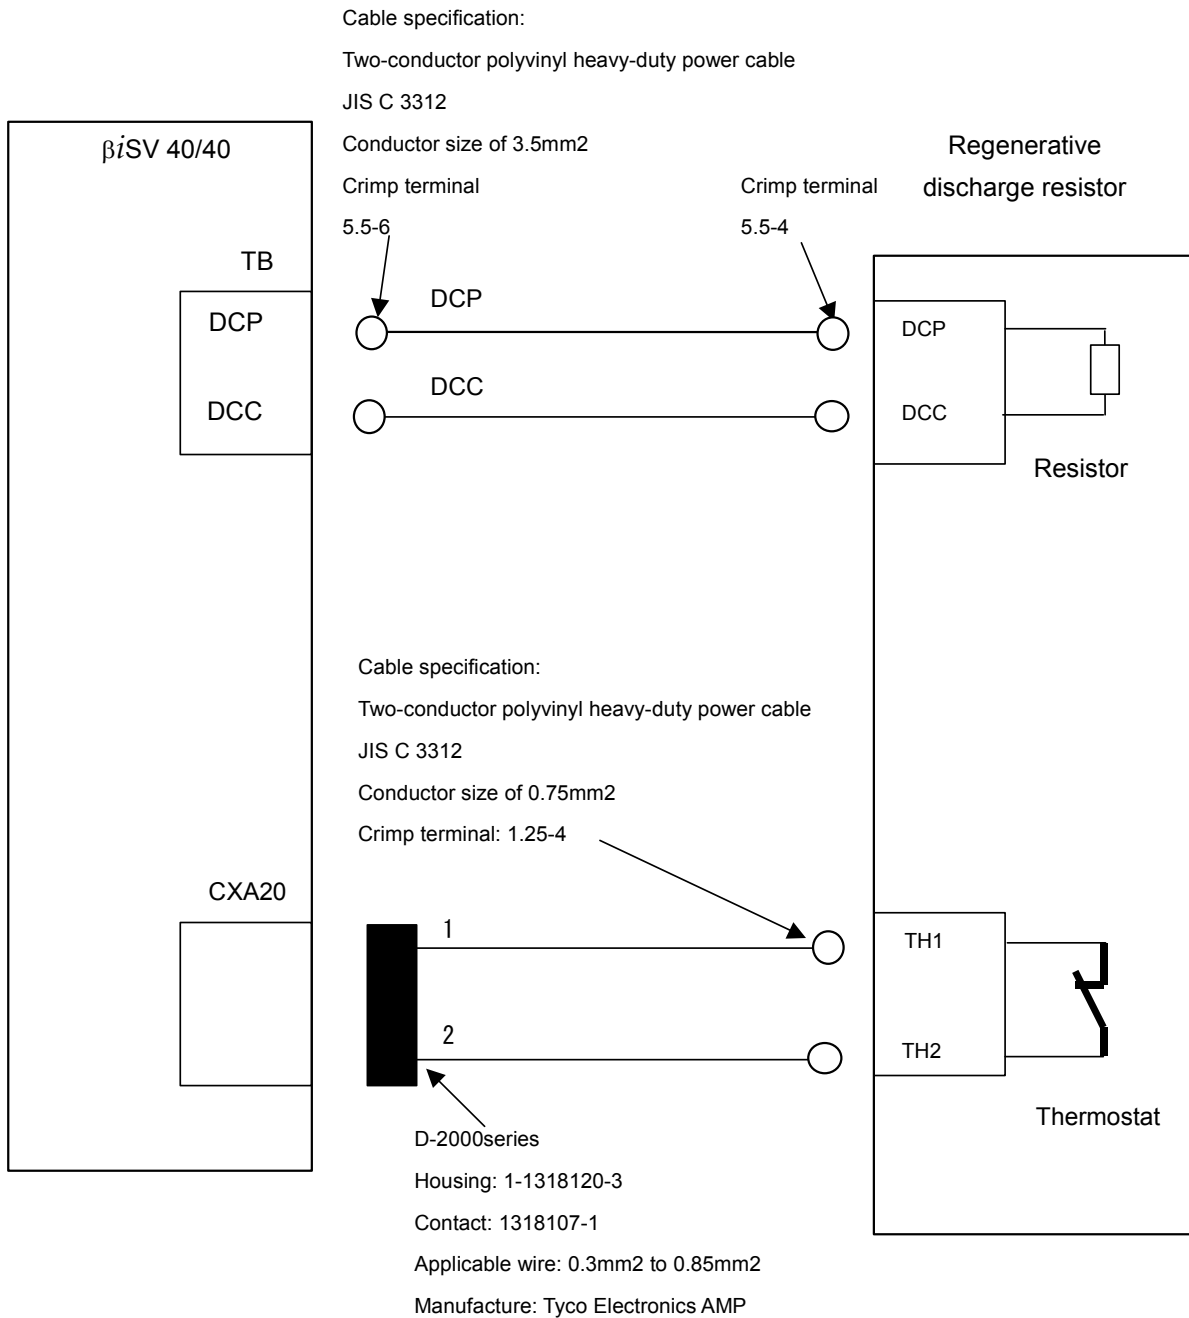 Cable specification:
Two-conductor polyvinyl heavy-duty power cable
JIS C 3312
Conductor size of 3.5mm2
Crimp terminal
5.5-6
Crimp terminal
5.5-4
βiSV 40/40
Regenerative
discharge resistor
TB
DCP
DCC
DCP
DCC
DCP
DCC
Resistor
Cable specification:
Two-conductor polyvinyl heavy-duty power cable
JIS C 3312
Conductor size of 0.75mm2
Crimp terminal: 1.25-4
CXA20
1
2
TH1
TH2
Thermostat
D-2000series
Housing: 1-1318120-3
Contact: 1318107-1
Applicable wire: 0.3mm2 to 0.85mm2
Manufacture: Tyco Electronics AMP